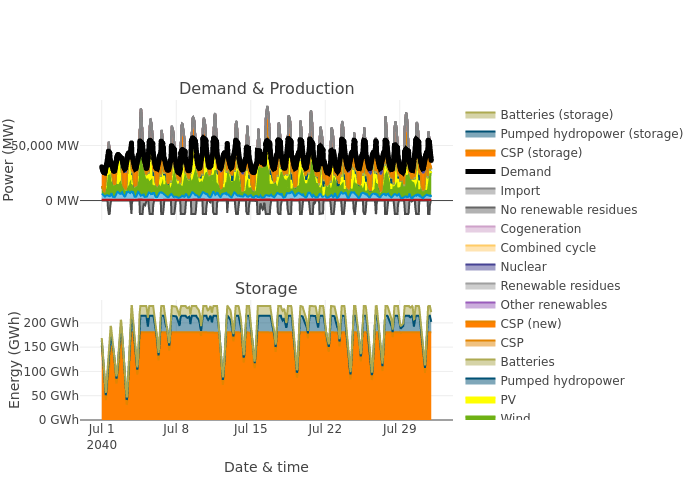 Demand & Production
Power (MW)
50,000 MW
0 MW
Storage
Energy (GWh)
200 GWh
150 GWh
100 GWh
50 GWh
0 GWh
Jul 1
2040
Jul 8
Jul 15
Jul 22
Jul 29
Date & time
Batteries (storage)
Pumped hydropower (storage)
CSP (storage)
Demand
Import
No renewable residues
Cogeneration
Combined cycle
Nuclear
Renewable residues
Other renewables
CSP (new)
CSP
Batteries
Pumped hydropower
PV
Wind